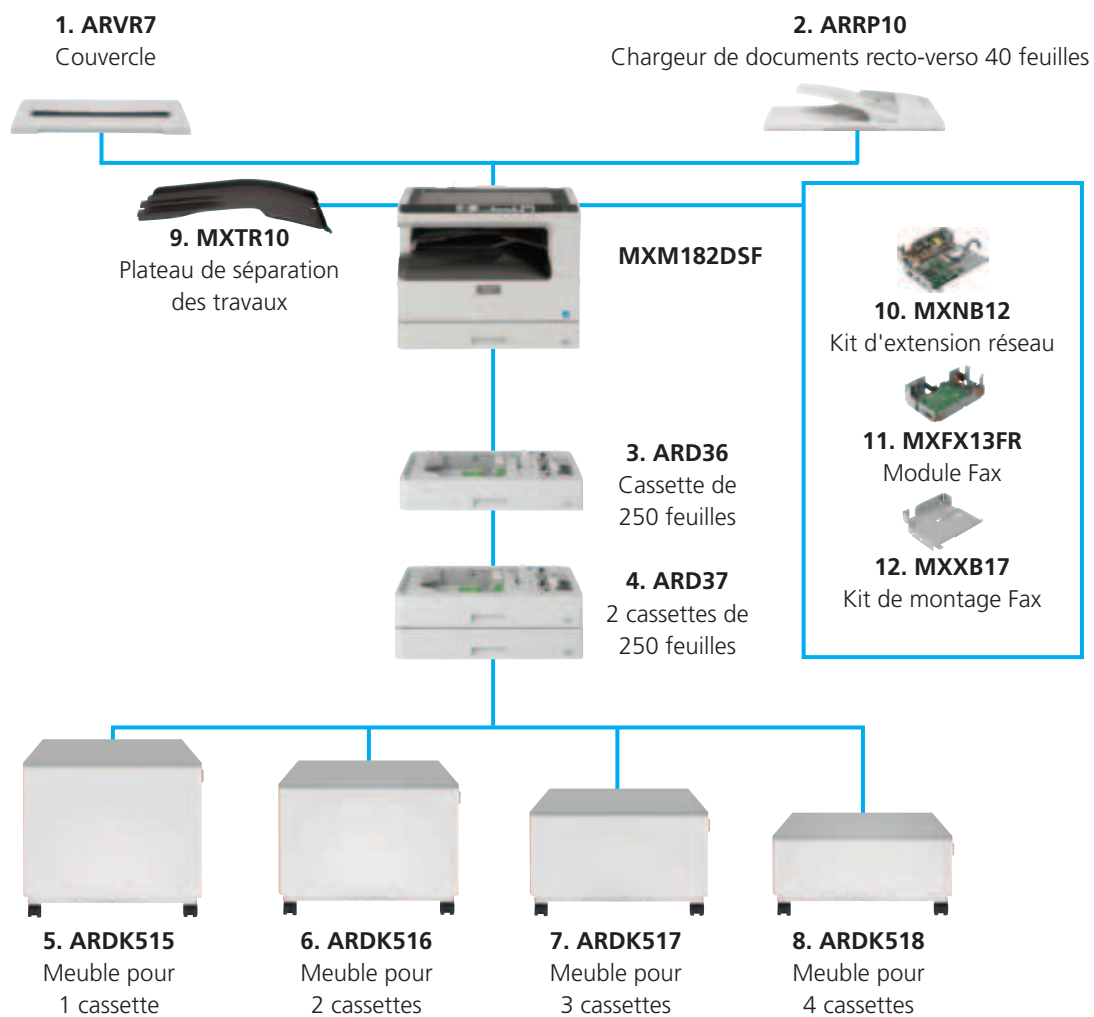 1. ARVR7
Couvercle
2. ARRP10
Chargeur de documents recto-verso 40 feuilles
9. MXTR10
Plateau de séparation
des travaux
MXM182DSF
10. MXNB12
Kit d'extension réseau
11. MXFX13FR
Module Fax
12. MXXB17
Kit de montage Fax
3. ARD36
Cassette de
250 feuilles
4. ARD37
2 cassettes de
250 feuilles
5. ARDK515
Meuble pour
1 cassette
6. ARDK516
Meuble pour
2 cassettes
7. ARDK517
Meuble pour
3 cassettes
8. ARDK518
Meuble pour
4 cassettes